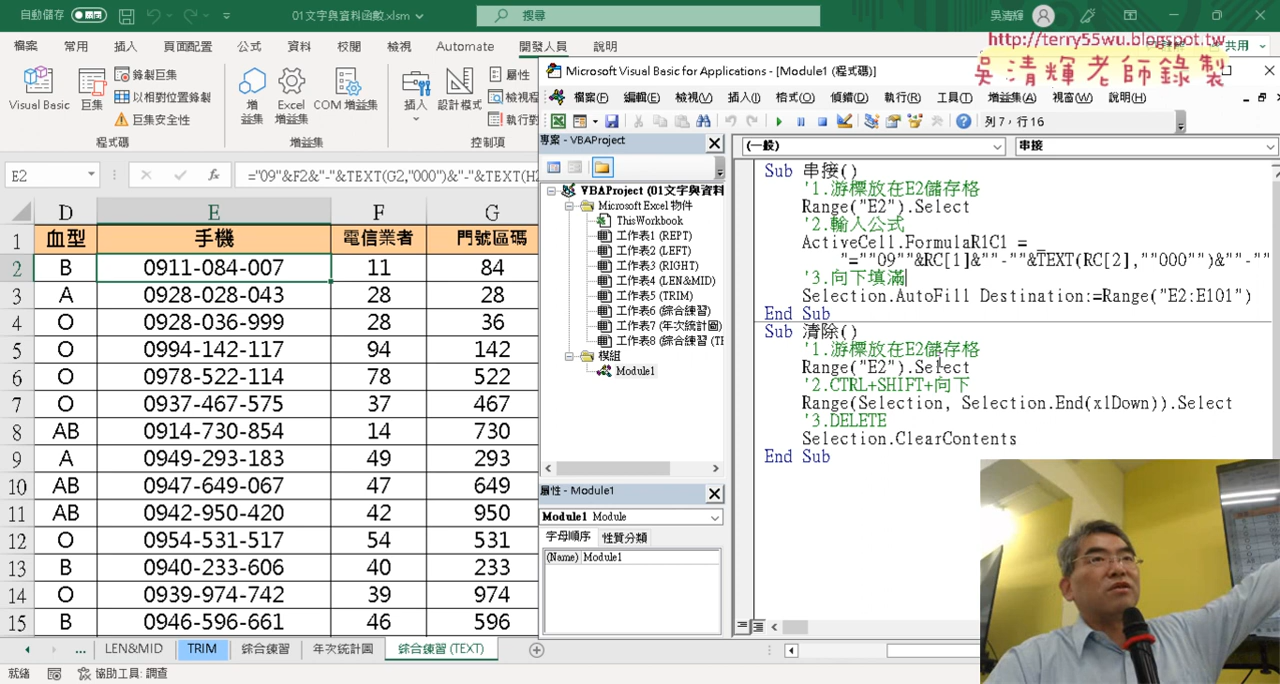 自動儲存 01文字與資料函數.xlsm 搜尋 吳清輝
http://terry55wu.blogspot.tw
吳清輝老師錄製
檔案 常用 插入 頁面配置 公式 資料 校閱 檢視 Automate 開發人員 說明 共用
Visual Basic 巨集 錄製巨集 以相對位置錄製 巨集安全性 程式碼
增益集 Excel 增益集 COM 增益集 增益集
插入 設計模式 屬性 檢視程 執行對 控制項
E2 ="09"&F2&"-"&TEXT(G2,"000")&"-"&TEXT(H2
D E F G
1 血型 手機 電信業者 門號區碼
2 B 0911-084-007 11 84
3 A 0928-028-043 28 28
4 O 0928-036-999 28 36
5 O 0994-142-117 94 142
6 O 0978-522-114 78 522
7 O 0937-467-575 37 467
8 AB 0914-730-854 14 730
9 A 0949-293-183 49 293
10 AB 0947-649-067 47 649
11 AB 0942-950-420 42 950
12 O 0954-531-517 54 531
13 B 0940-233-606 40 233
14 O 0939-974-742 39 974
15 B 0946-596-661 46 596
... LEN&MID TRIM 綜合練習 年次統計圖 綜合練習 (TEXT)
就緒 協助工具: 調查
Microsoft Visual Basic for Applications - [Module1 (程式碼)]
檔案(F) 編輯(E) 檢視(V) 插入(I) 格式(O) 偵錯(D) 執行(R) 工具(T) 增益集(A) 視窗(W) 說明(H)
列 7, 行 16
專案 - VBAProject
VBAProject (01文字與資料
Microsoft Excel 物件
ThisWorkbook
工作表1 (REPT)
工作表2 (LEFT)
工作表3 (RIGHT)
工作表4 (LEN&MID)
工作表5 (TRIM)
工作表6 (綜合練習)
工作表7 (年次統計圖)
工作表8 (綜合練習 (TE
模組
Module1
屬性 - Module1
Module1 Module
字母順序 性質分類
(Name) Module1
(一般) 串接
Sub 串接()
'1.游標放在E2儲存格
Range("E2").Select
'2.輸入公式
ActiveCell.FormulaR1C1 = _
"=""09""&RC[1]&""-""&TEXT(RC[2],""000"")&""-""
'3.向下填滿
Selection.AutoFill Destination:=Range("E2:E101")
End Sub
Sub 清除()
'1.游標放在E2儲存格
Range("E2").Select
'2.CTRL+SHIFT+向下
Range(Selection, Selection.End(xlDown)).Select
'3.DELETE
Selection.ClearContents
End Sub